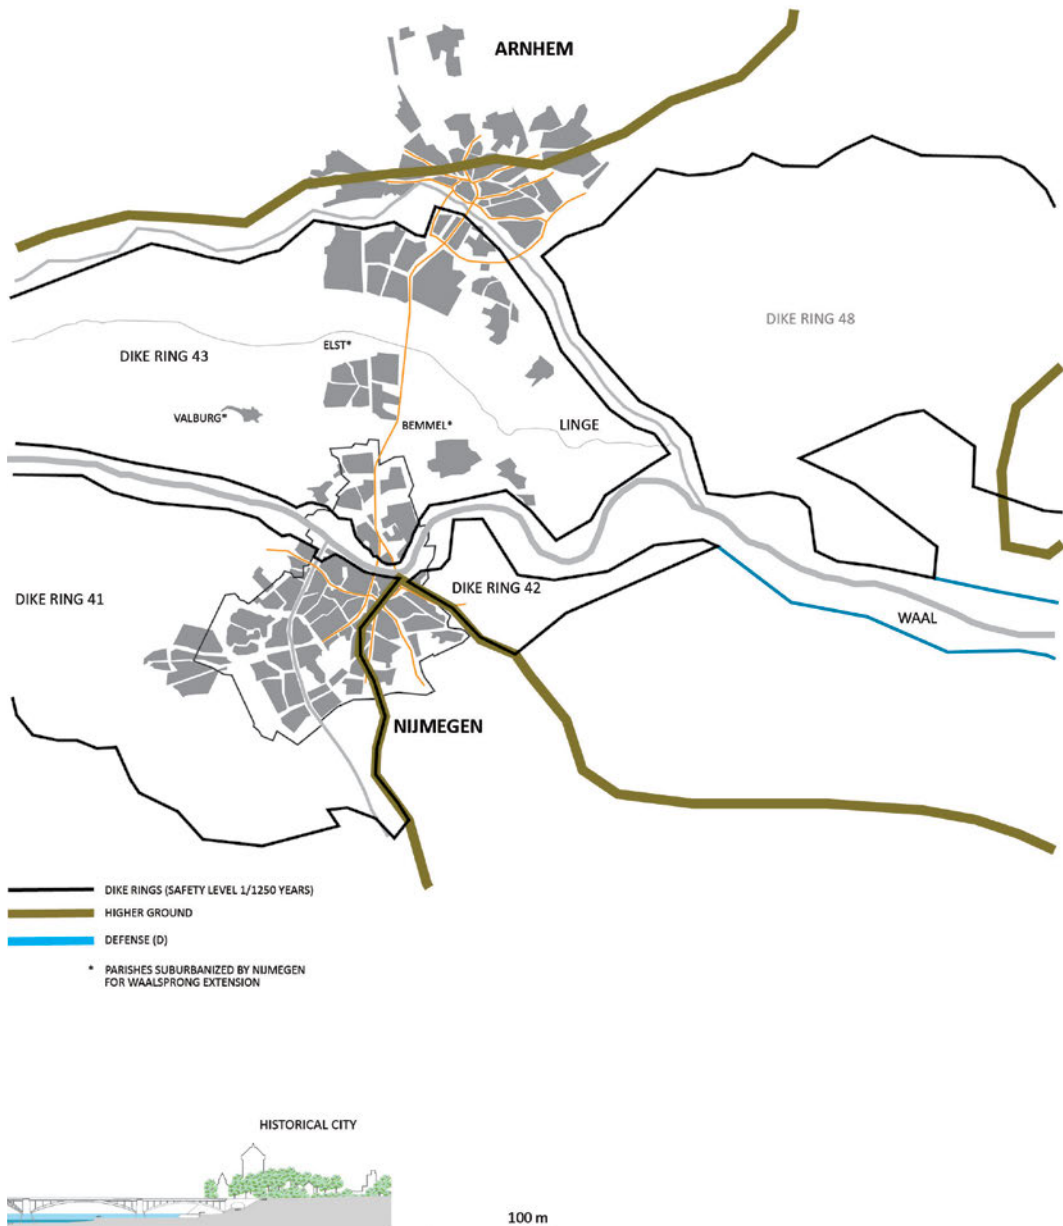 ARNHEM
DIKE RING 48
DIKE RING 43
ELST*
VALBURG*
BEMMEL*
LINGE
DIKE RING 42
DIKE RING 41
WAAL
NIJMEGEN
DIKE RINGS (SAFETY LEVEL 1/1250 YEARS)
HIGHER GROUND
DEFENSE (D)
* PARISHES SUBURBANIZED BY NIJMEGEN
FOR WAALSPRONG EXTENSION
HISTORICAL CITY
100 m